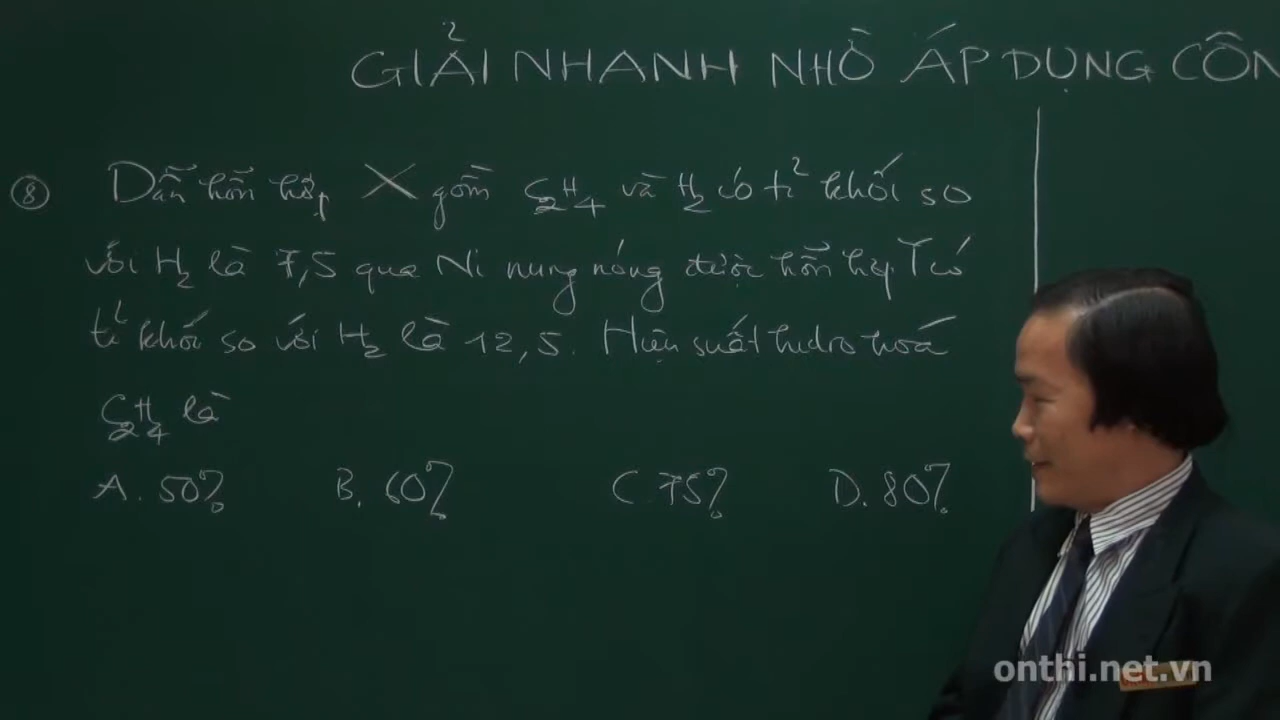 GIẢI NHANH NHỜ ÁP DỤNG CÔN
⑧ Dẫn hỗn hợp X gồm C₂H₄ và H₂ có tỉ khối so
với H₂ là 7,5 qua Ni nung nóng được hỗn hợp Y có
tỉ khối so với H₂ là 12,5. Hiệu suất hidro hoá
C₂H₄ là
A. 50% B. 60% C 75% D. 80%
onthi.net.vn